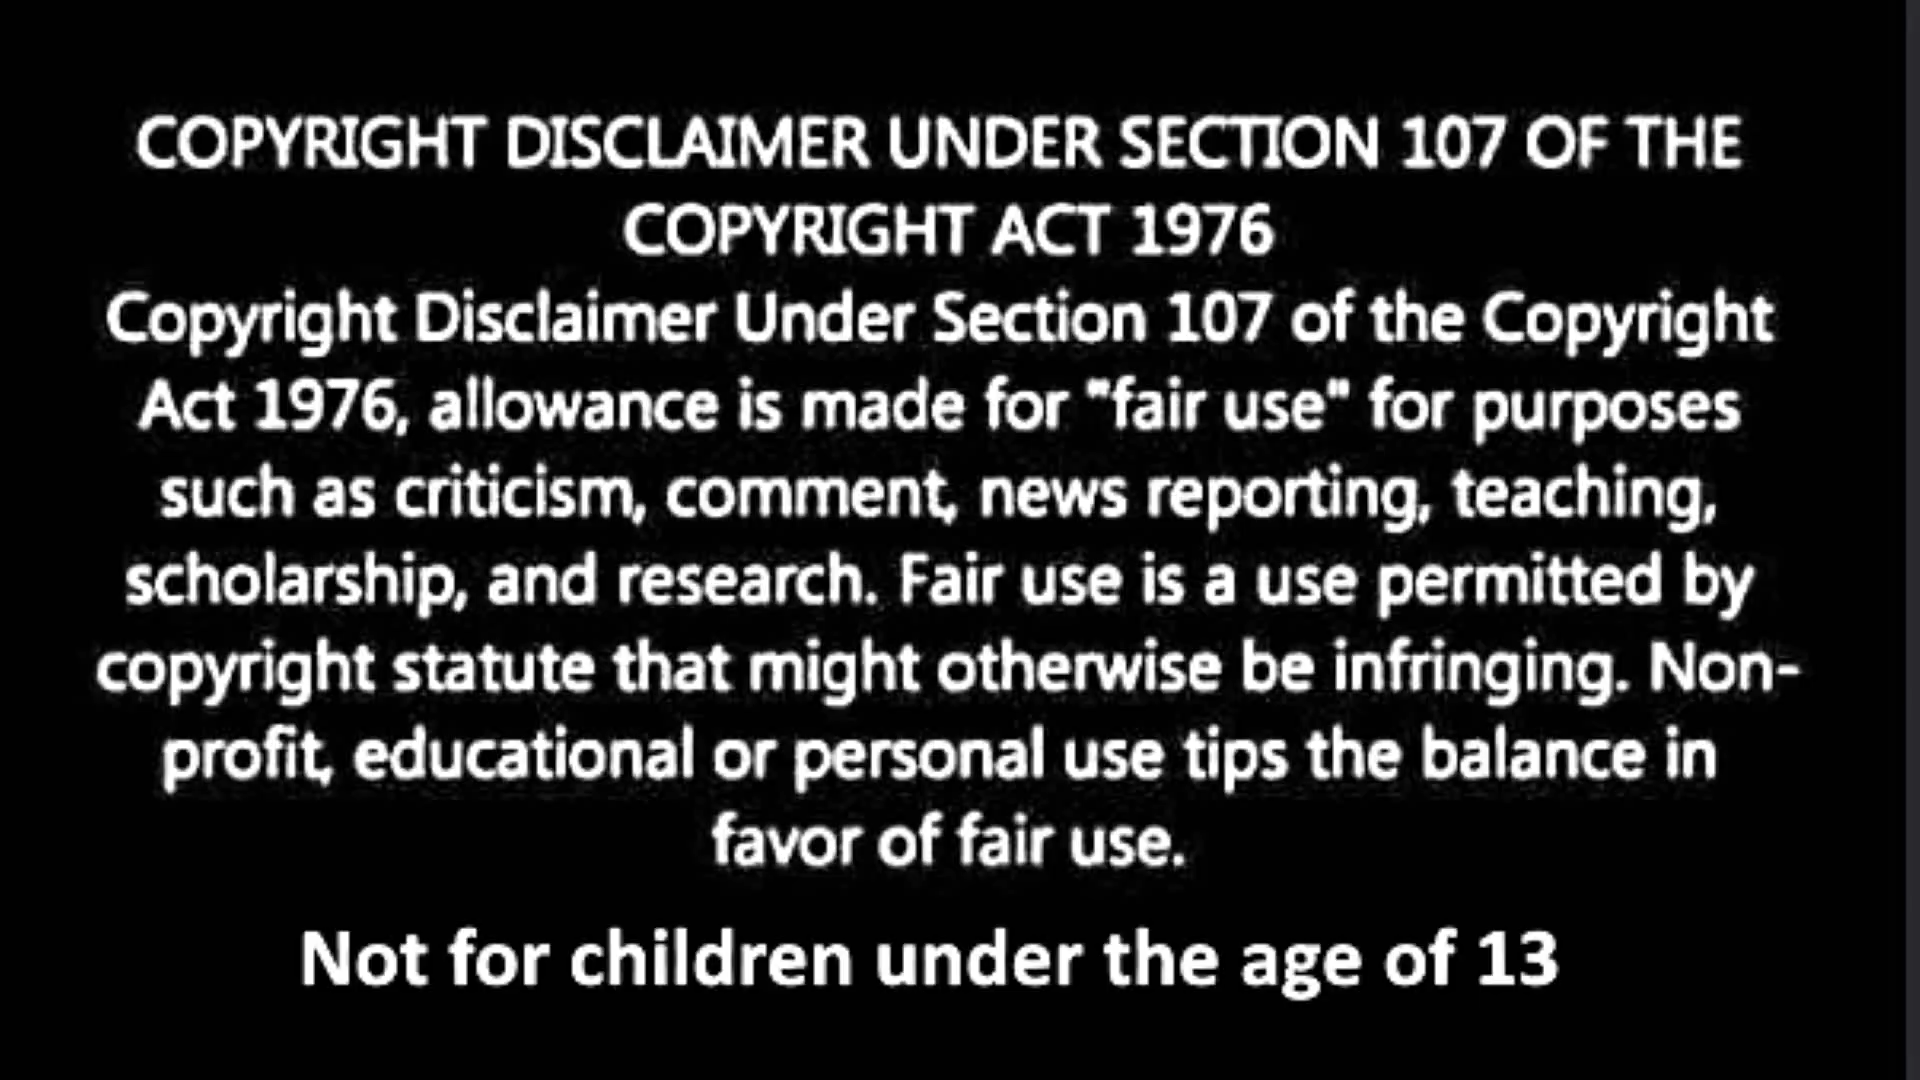 COPYRIGHT DISCLAIMER UNDER SECTION 107 OF THE
COPYRIGHT ACT 1976
Copyright Disclaimer Under Section 107 of the Copyright
Act 1976, allowance is made for "fair use" for purposes
such as criticism, comment, news reporting, teaching,
scholarship, and research. Fair use is a use permitted by
copyright statute that might otherwise be infringing. Non-
profit, educational or personal use tips the balance in
favor of fair use.
Not for children under the age of 13